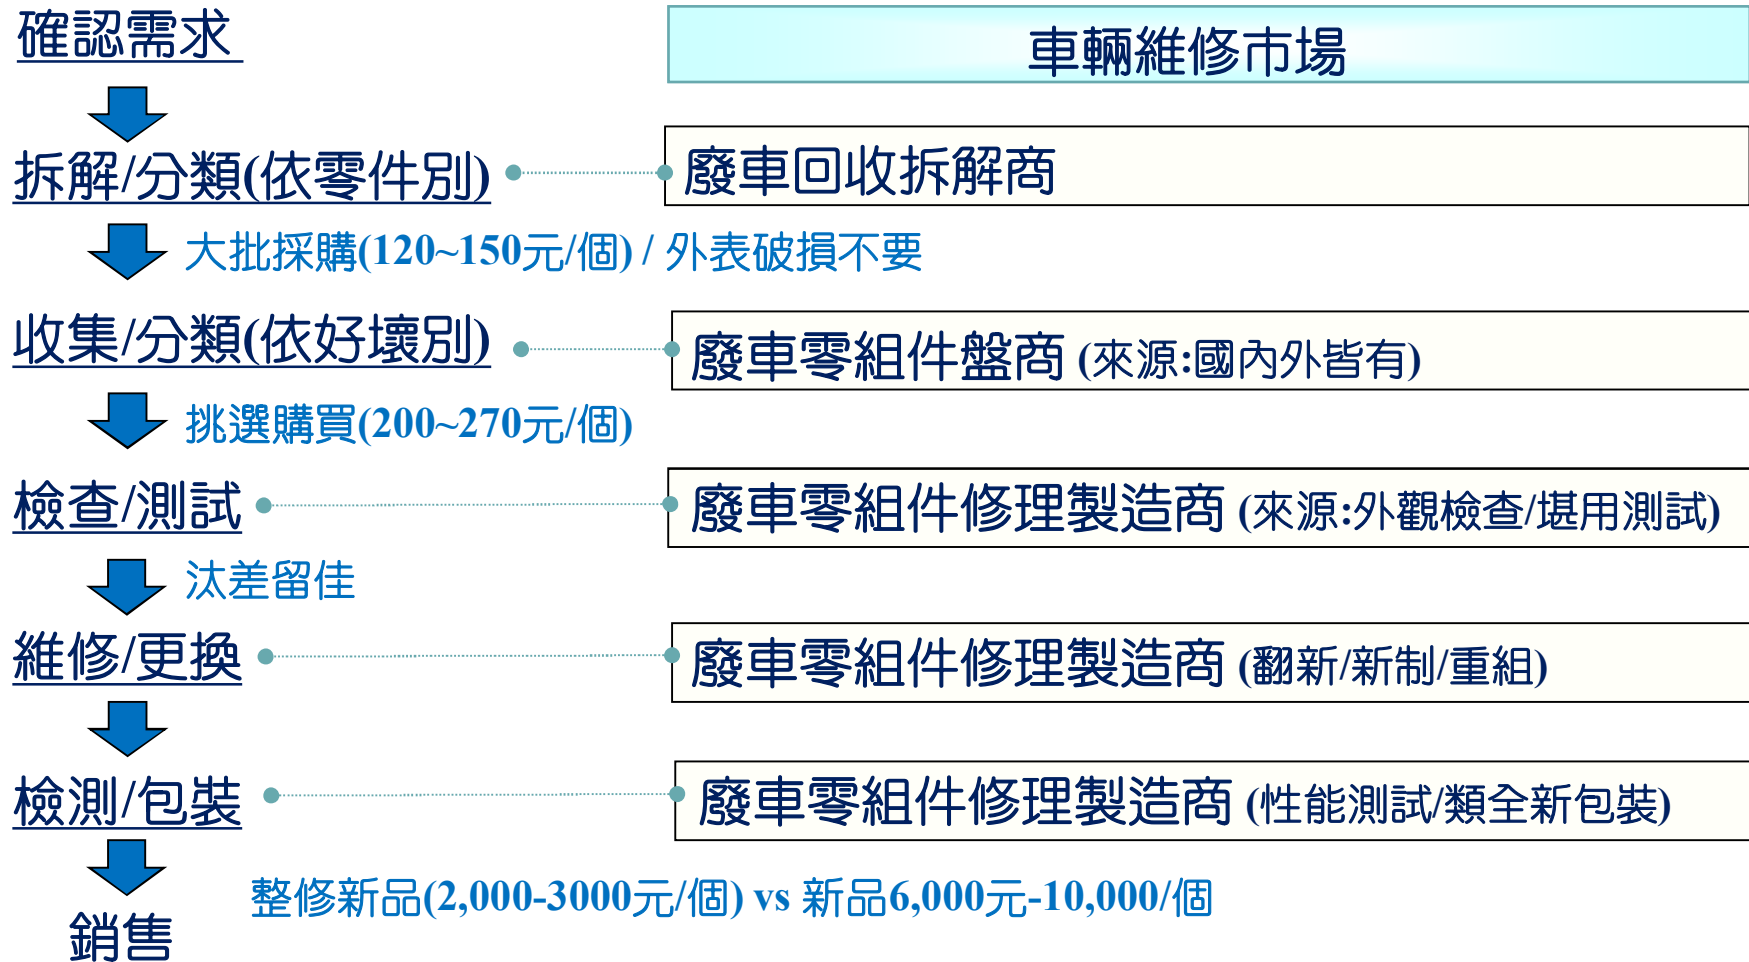 確認需求
車輛維修市場
拆解/分類(依零件別)
廢車回收拆解商
大批採購(120~150元/個) / 外表破損不要
收集/分類(依好壞別)
廢車零組件盤商 (來源:國內外皆有)
挑選購買(200~270元/個)
檢查/測試
廢車零組件修理製造商 (來源:外觀檢查/堪用測試)
汰差留佳
維修/更換
廢車零組件修理製造商 (翻新/新制/重組)
檢測/包裝
廢車零組件修理製造商 (性能測試/類全新包裝)
整修新品(2,000-3000元/個) vs 新品6,000元-10,000/個
銷售